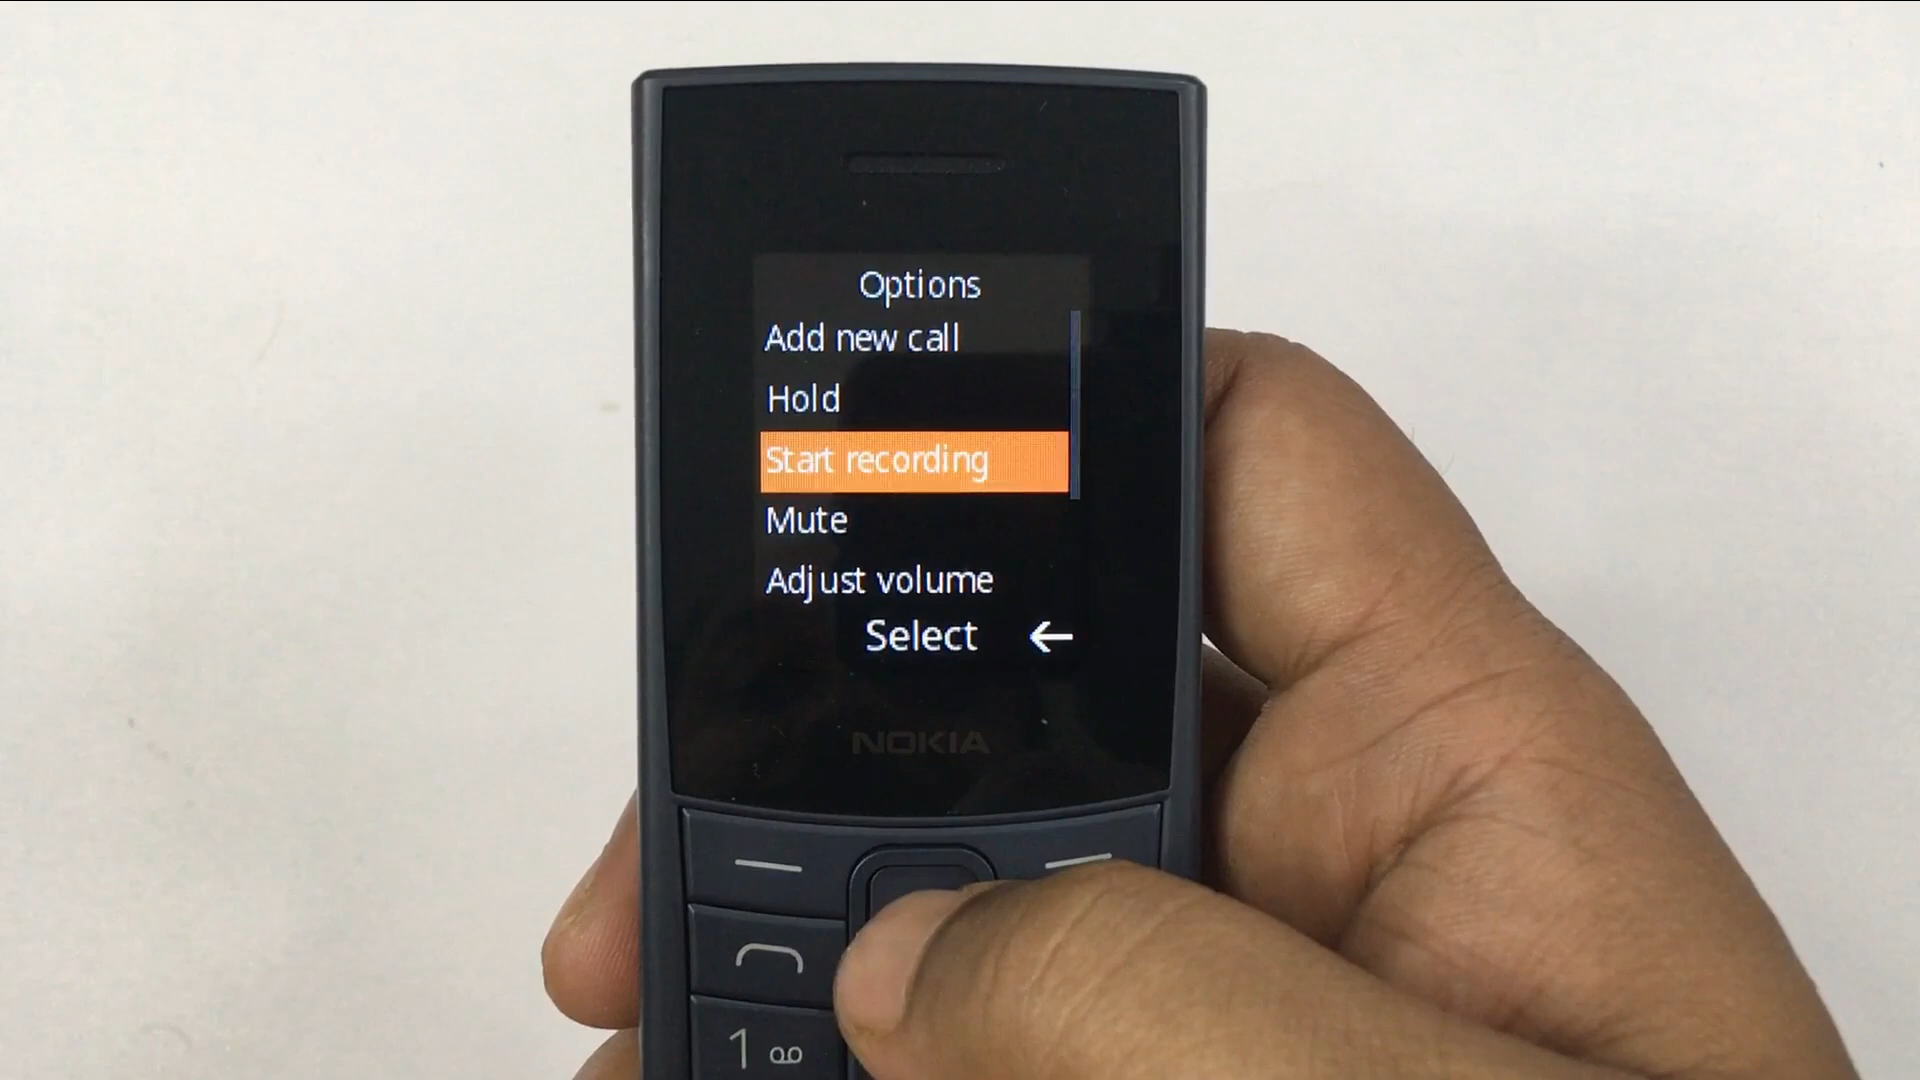 Options
Add new call
Hold
Start recording
Mute
Adjust volume
Select
NOKIA
1